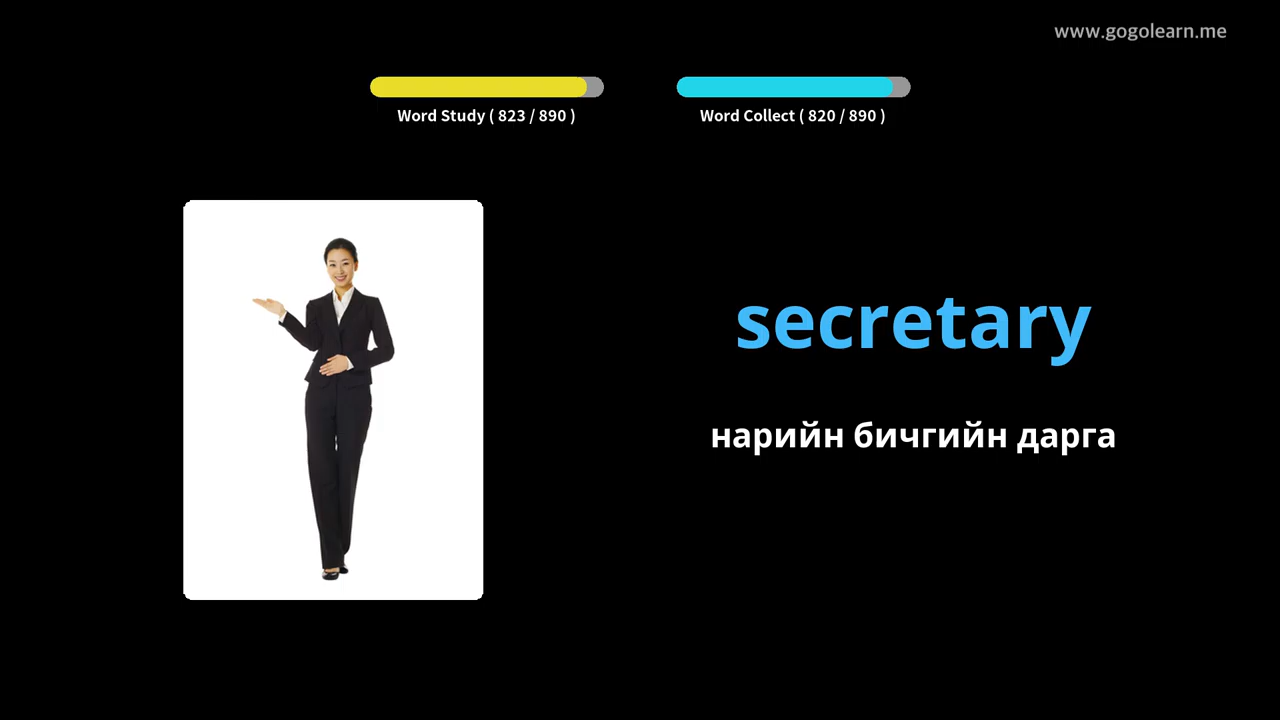 www.gogolearn.me
Word Study ( 823 / 890 )
Word Collect ( 820 / 890 )
secretary
нарийн бичгийн дарга